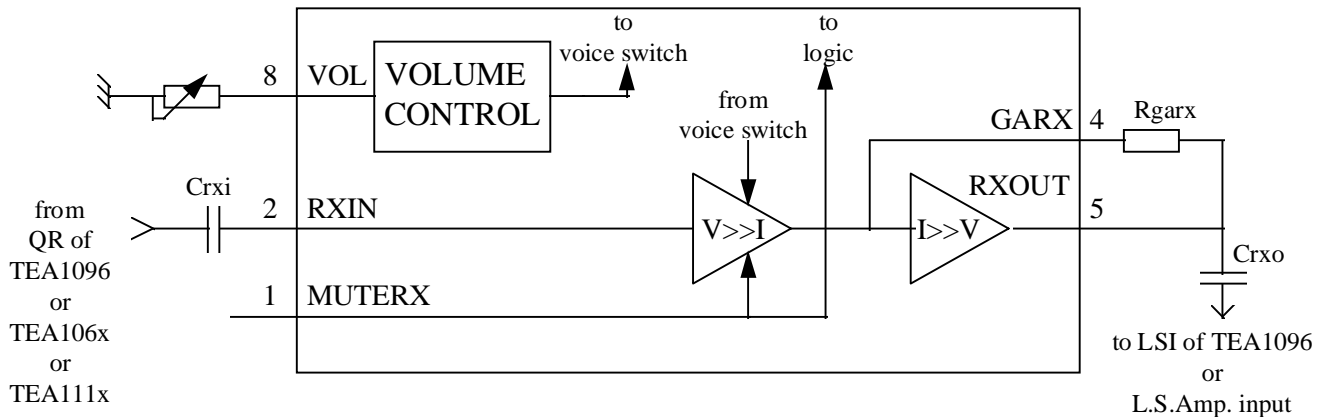 to
voice switch
to
logic
8
VOL
VOLUME
CONTROL
from
voice switch
GARX
4
Rgarx
Crxi
2
RXIN
V>>I
I>>V
RXOUT
5
from
QR of
TEA1096
or
TEA106x
or
TEA111x
1
MUTERX
Crxo
to LSI of TEA1096
or
L.S.Amp. input